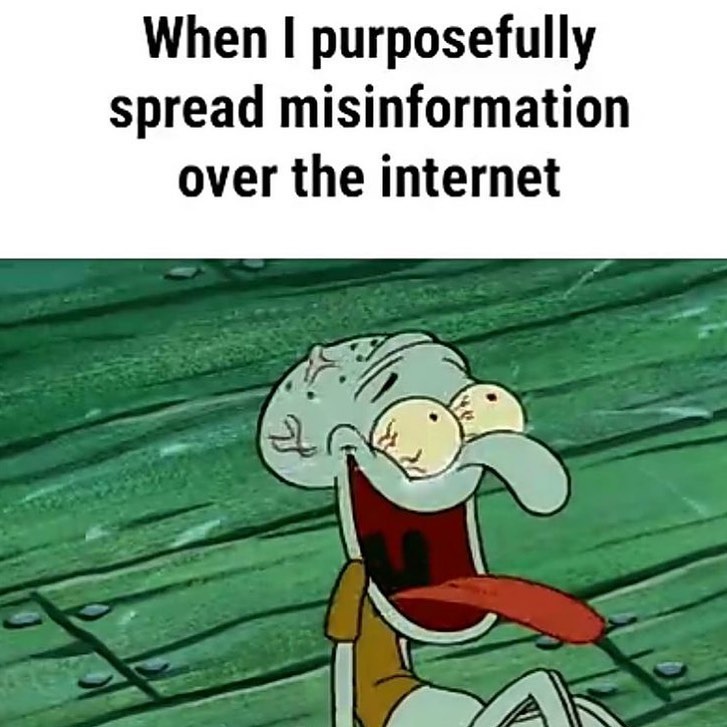 When I purposefully
spread misinformation
over the internet